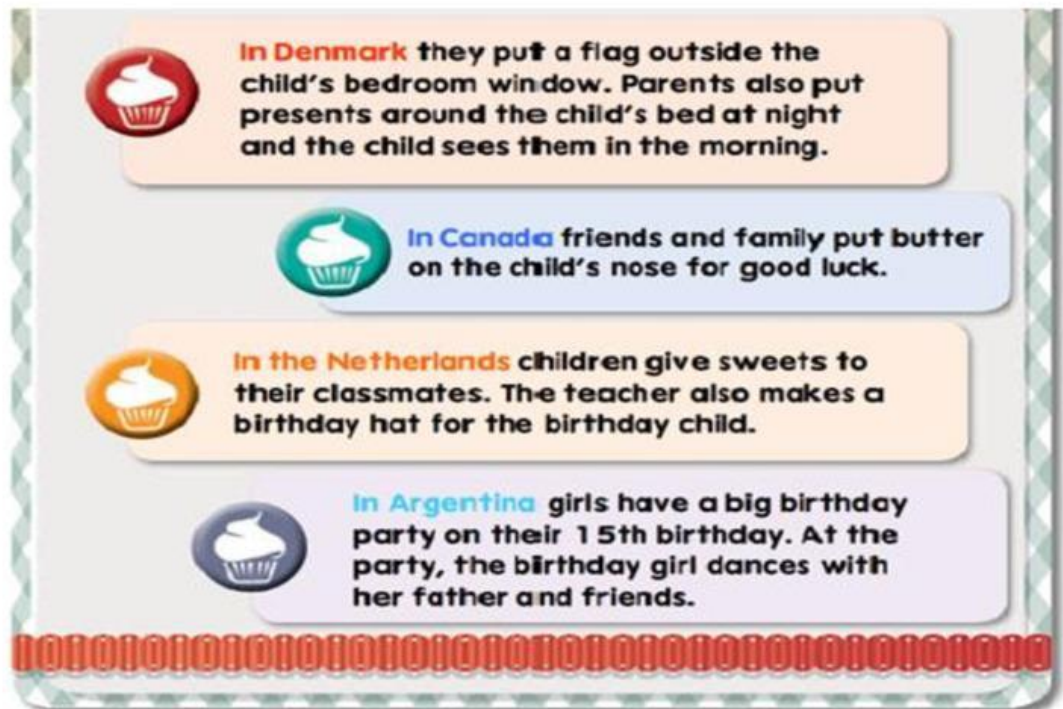 In Denmark they put a flag outside the
child's bedroom window. Parents also put
presents around the child's bed at night
and the child sees them in the morning.
In Canada friends and family put butter
on the child's nose for good luck.
In the Netherlands children give sweets to
their classmates. The teacher also makes a
birthday hat for the birthday child.
In Argentina girls have a big birthday
party on their 15th birthday. At the
party, the birthday girl dances with
her father and friends.